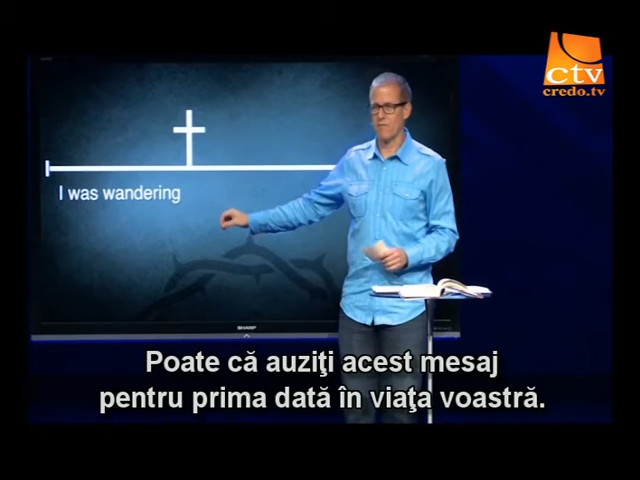 ctv
credo.tv
I was wandering
SHARP
Poate că auziţi acest mesaj
pentru prima dată în viaţa voastră.